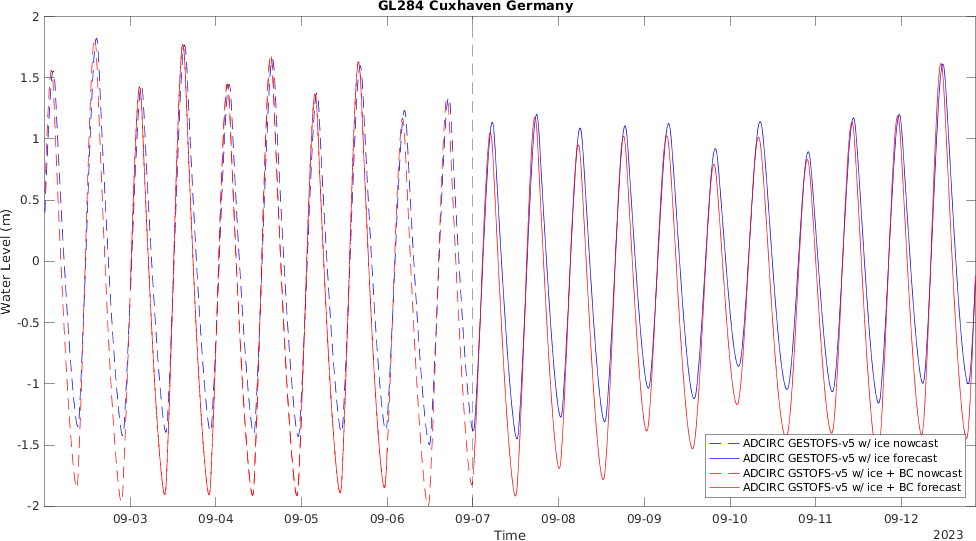 GL284 Cuxhaven Germany
2
1.5
1
0.5
0
-0.5
-1
-1.5
-2
Water Level (m)
ADCIRC GESTOFS-v5 w/ ice nowcast
ADCIRC GESTOFS-v5 w/ ice forecast
ADCIRC GSTOFS-v5 w/ ice + BC nowcast
ADCIRC GSTOFS-v5 w/ ice + BC forecast
09-03 09-04 09-05 09-06 09-07 09-08 09-09 09-10 09-11 09-12
Time
2023